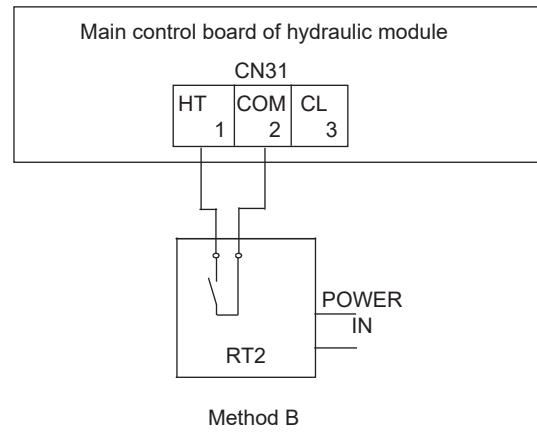 Main control board of hydraulic module
CN31
HT COM CL
1 2 3
POWER
IN
RT2
Method B